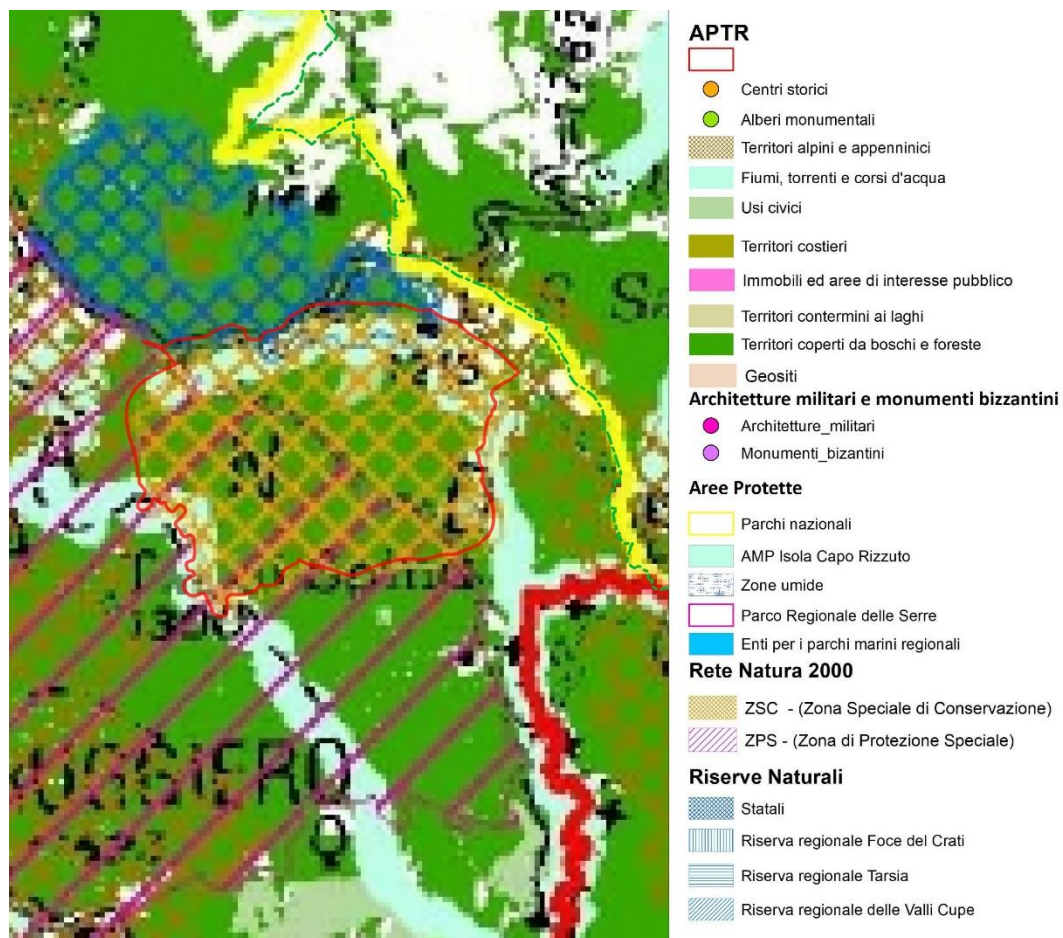 APTR
Centri storici
Alberi monumentali
Territori alpini e appenninici
Fiumi, torrenti e corsi d'acqua
Usi civici
Territori costieri
Immobili ed aree di interesse pubblico
Territori contermini ai laghi
Territori coperti da boschi e foreste
Geositi
Architetture militari e monumenti bizzantini
Architetture_militari
Monumenti_bizantini
Aree Protette
Parchi nazionali
AMP Isola Capo Rizzuto
Zone umide
Parco Regionale delle Serre
Enti per i parchi marini regionali
Rete Natura 2000
ZSC - (Zona Speciale di Conservazione)
ZPS - (Zona di Protezione Speciale)
Riserve Naturali
Statali
Riserva regionale Foce del Crati
Riserva regionale Tarsia
Riserva regionale delle Valli Cupe